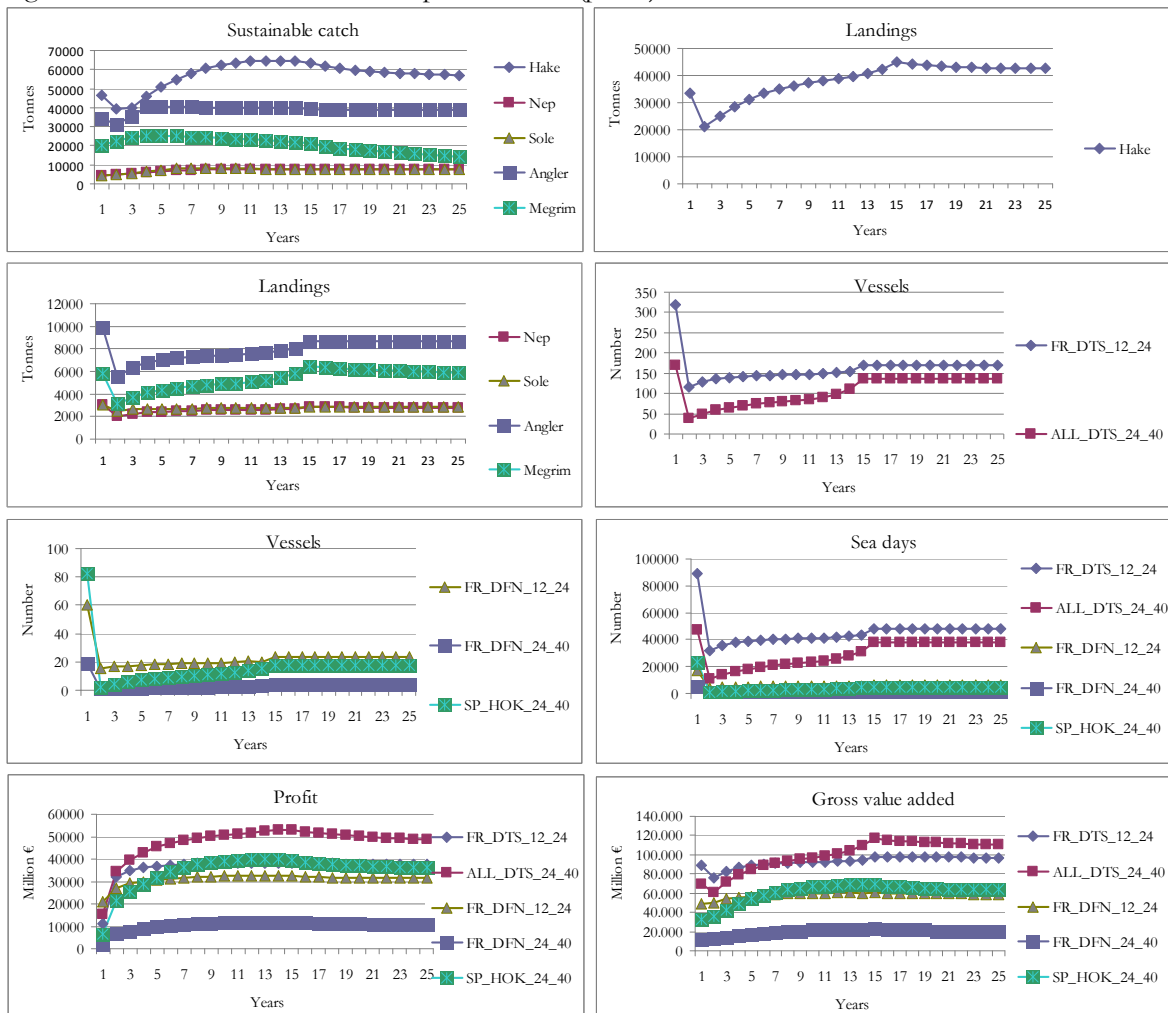 Sustainable catch
70000
60000
50000
40000
30000
20000
10000
0
Tonnes
1 3 5 7 9 11 13 15 17 19 21 23 25
Years
Hake
Nep
Sole
Angler
Megrim
Landings
50000
40000
30000
20000
10000
0
Tonnes
1 3 5 7 9 11 13 15 17 19 21 23 25
Years
Hake
Landings
12000
10000
8000
6000
4000
2000
0
Tonnes
1 3 5 7 9 11 13 15 17 19 21 23 25
Years
Nep
Sole
Angler
Megrim
Vessels
350
300
250
200
150
100
50
0
Number
1 3 5 7 9 11 13 15 17 19 21 23 25
Years
FR_DTS_12_24
ALL_DTS_24_40
Vessels
100
80
60
40
20
0
Number
1 3 5 7 9 11 13 15 17 19 21 23 25
Years
FR_DFN_12_24
FR_DFN_24_40
SP_HOK_24_40
Sea days
100000
80000
60000
40000
20000
0
Number
1 3 5 7 9 11 13 15 17 19 21 23 25
Years
FR_DTS_12_24
ALL_DTS_24_40
FR_DFN_12_24
FR_DFN_24_40
SP_HOK_24_40
Profit
60000
50000
40000
30000
20000
10000
0
Million €
1 3 5 7 9 11 13 15 17 19 21 23 25
Years
FR_DTS_12_24
ALL_DTS_24_40
FR_DFN_12_24
FR_DFN_24_40
SP_HOK_24_40
Gross value added
140.000
120.000
100.000
80.000
60.000
40.000
20.000
0
Million €
1 3 5 7 9 11 13 15 17 19 21 23 25
Years
FR_DTS_12_24
ALL_DTS_24_40
FR_DFN_12_24
FR_DFN_24_40
SP_HOK_24_40